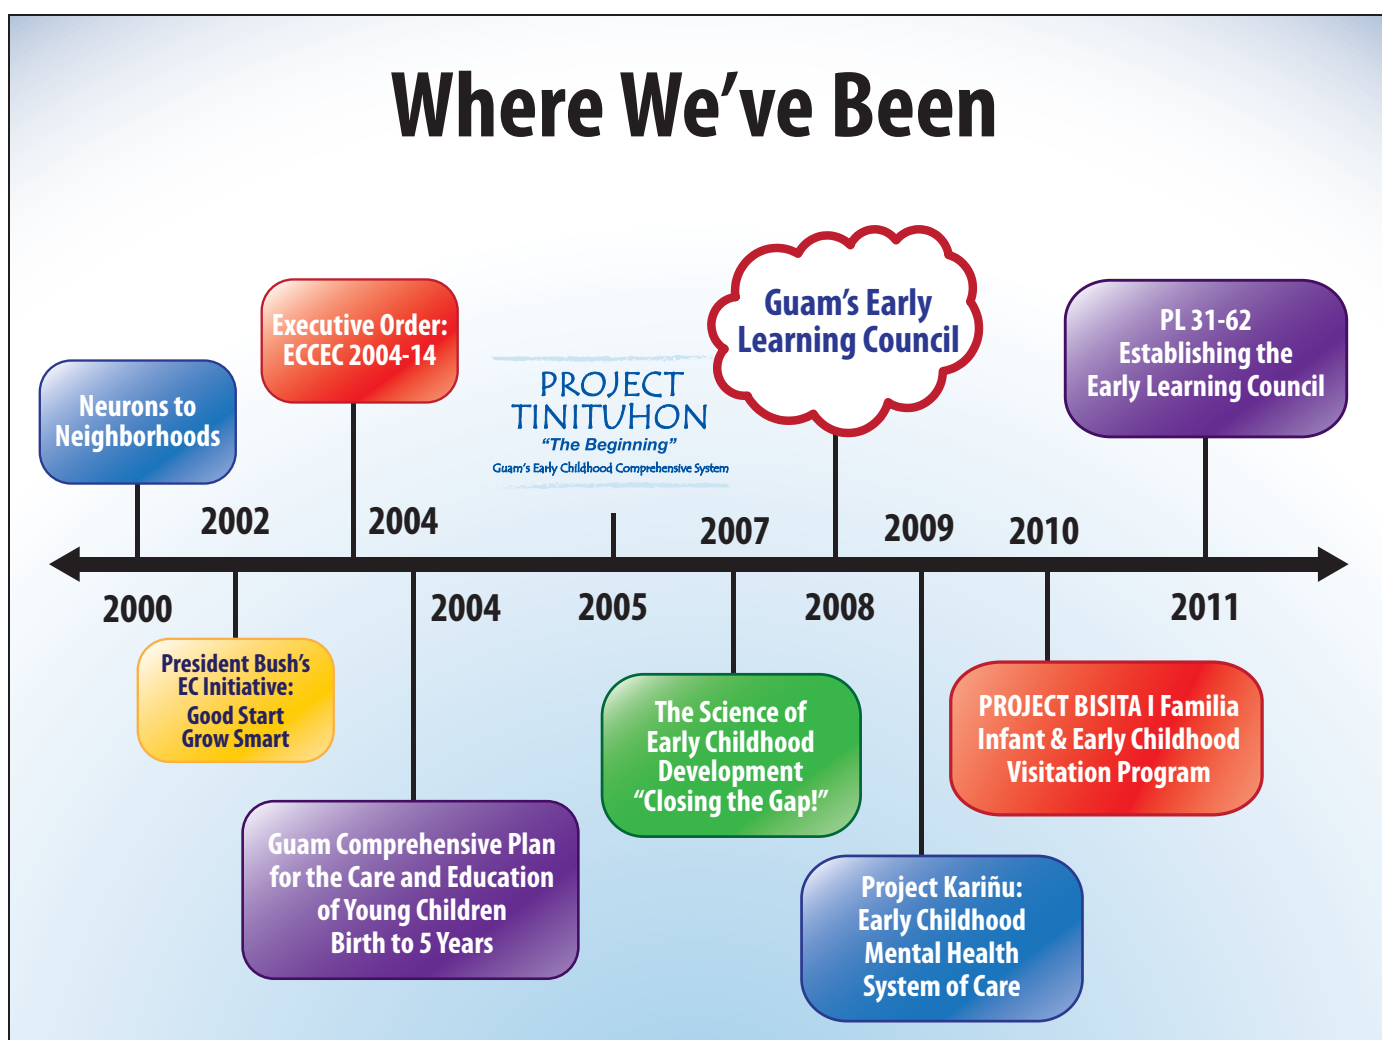 Where We’ve Been
Neurons to
Neighborhoods
2000
2002
President Bush’s
EC Initiative:
Good Start
Grow Smart
Executive Order:
ECCEC 2004-14
2004
2004
Guam Comprehensive Plan
for the Care and Education
of Young Children
Birth to 5 Years
PROJECT
TINITUHON
“The Beginning”
Guam’s Early Childhood Comprehensive System
2005
2007
The Science of
Early Childhood
Development
“Closing the Gap!”
Guam’s Early
Learning Council
2008
2009
Project Kariñu:
Early Childhood
Mental Health
System of Care
2010
PROJECT BISITA I Familia
Infant & Early Childhood
Visitation Program
PL 31-62
Establishing the
Early Learning Council
2011